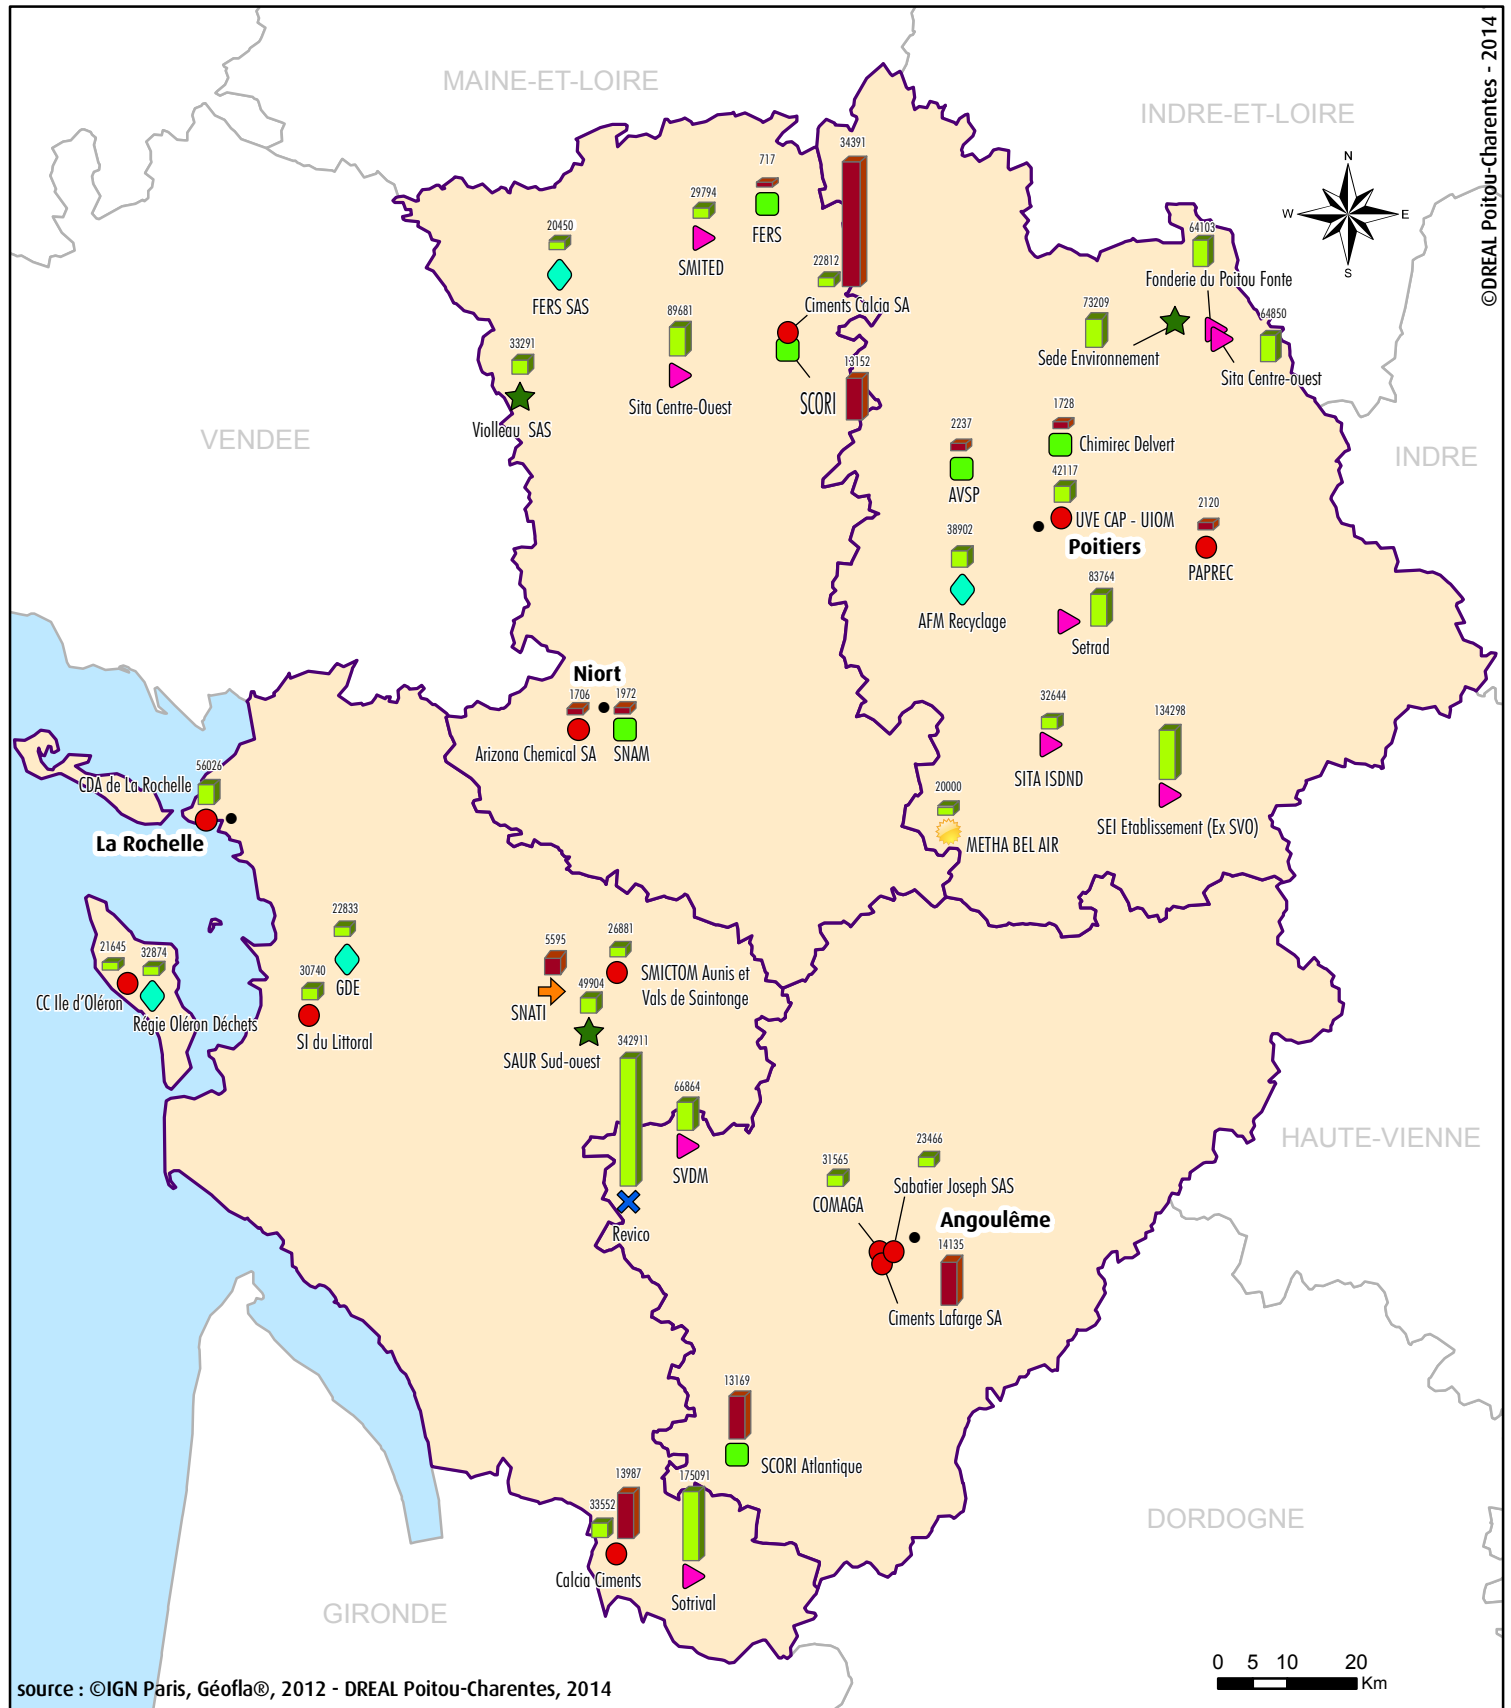 ©DREAL Poitou-Charentes - 2014
MAINE-ET-LOIRE
INDRE-ET-LOIRE
N
W
E
S
717
34391
29794
FERS
20450
SMITED
64103
22812
Fonderie du Poitou Fonte
FERS SAS
Ciments Calcia SA
89681
73209
64850
33291
Sede Environnement
13152
Sita Centre-ouest
Sita Centre-Ouest
SCORI
1728
Violleau SAS
2237
VENDEE
Chimirec Delvert
INDRE
42117
AVSP
2120
UVE CAP - UIOM
38902
Poitiers
PAPREC
83764
AFM Recyclage
Setrad
Niort
1706
1972
32644
134298
Arizona Chemical SA
SNAM
56026
SITA ISDND
CDA de La Rochelle
20000
SEI Etablissement (Ex SVO)
La Rochelle
METHA BEL AIR
22833
26881
21645
32874
5595
30740
SMICTOM Aunis et
Vals de Saintonge
GDE
49904
CC Ile d'Oléron
SNATI
Régie Oléron Déchets
SI du Littoral
342911
SAUR Sud-ouest
66864
HAUTE-VIENNE
23466
31565
SVDM
Sabatier Joseph SAS
COMAGA
Angoulême
Revico
14135
Ciments Lafarge SA
13169
SCORI Atlantique
13987
175091
33552
DORDOGNE
Calcia Ciments
Sotrival
GIRONDE
0 5 10 20
Km
source : ©IGN Paris, Géofla®, 2012 - DREAL Poitou-Charentes, 2014